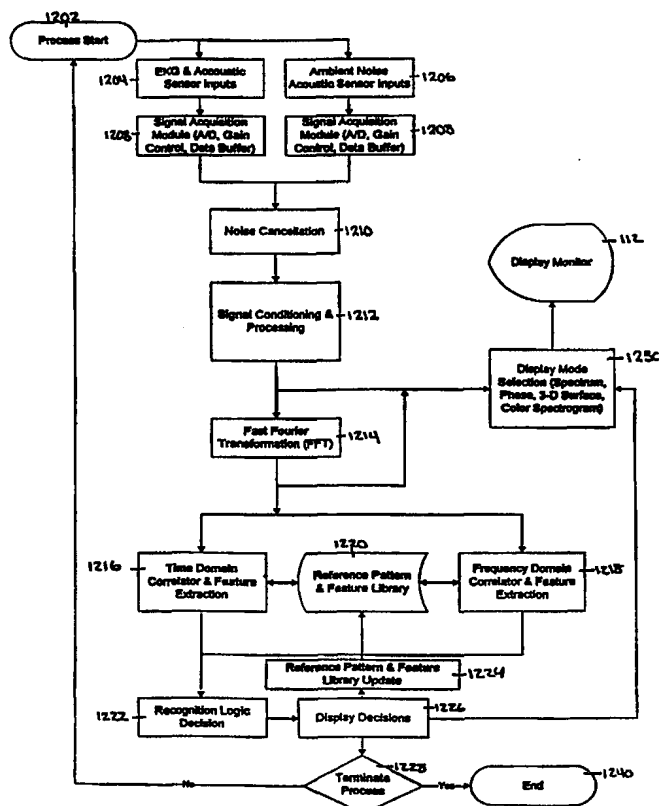 1202
Process Start
1204
EKG & Accoustic
Sensor Inputs
Ambient Noise
Acoustic Sensor Inputs
1206
1208
Signal Acquisition
Module (A/D, Gain
Control, Data Buffer)
Signal Acquisition
Module (A/D, Gain
Control, Data Buffer)
1208
Noise Cancellation
1210
112
Display Monitor
Signal Conditioning &
Processing
1212
1230
Display Mode
Selection (Spectrum,
Phase, 3-D Surface,
Color Spectrogram)
Fast Fourier
Transformation (FFT)
1214
1216
Time Domain
Correlator & Feature
Extraction
1220
Reference Pattern
& Feature Library
Frequency Domain
Correlator & Feature
Extraction
1218
Reference Pattern & Feature
Library Update
1224
1222
Recognition Logic
Decision
Display Decisions
1226
1228
Terminate
Process
No
Yes
End
1240